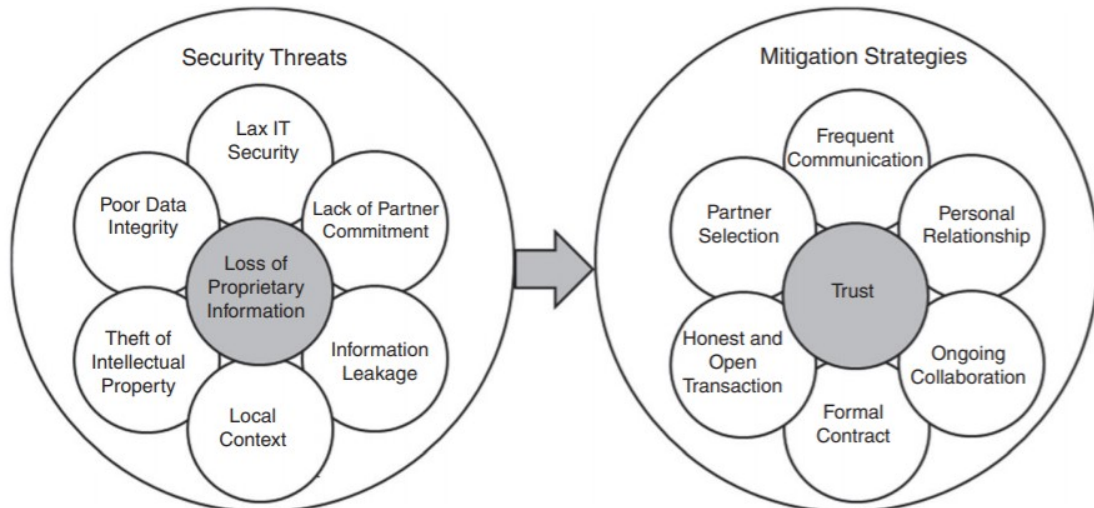 Security Threats
Lax IT
Security
Poor Data
Integrity
Lack of Partner
Commitment
Loss of
Proprietary
Information
Theft of
Intellectual
Property
Information
Leakage
Local
Context
Mitigation Strategies
Frequent
Communication
Partner
Selection
Personal
Relationship
Trust
Honest and
Open
Transaction
Ongoing
Collaboration
Formal
Contract